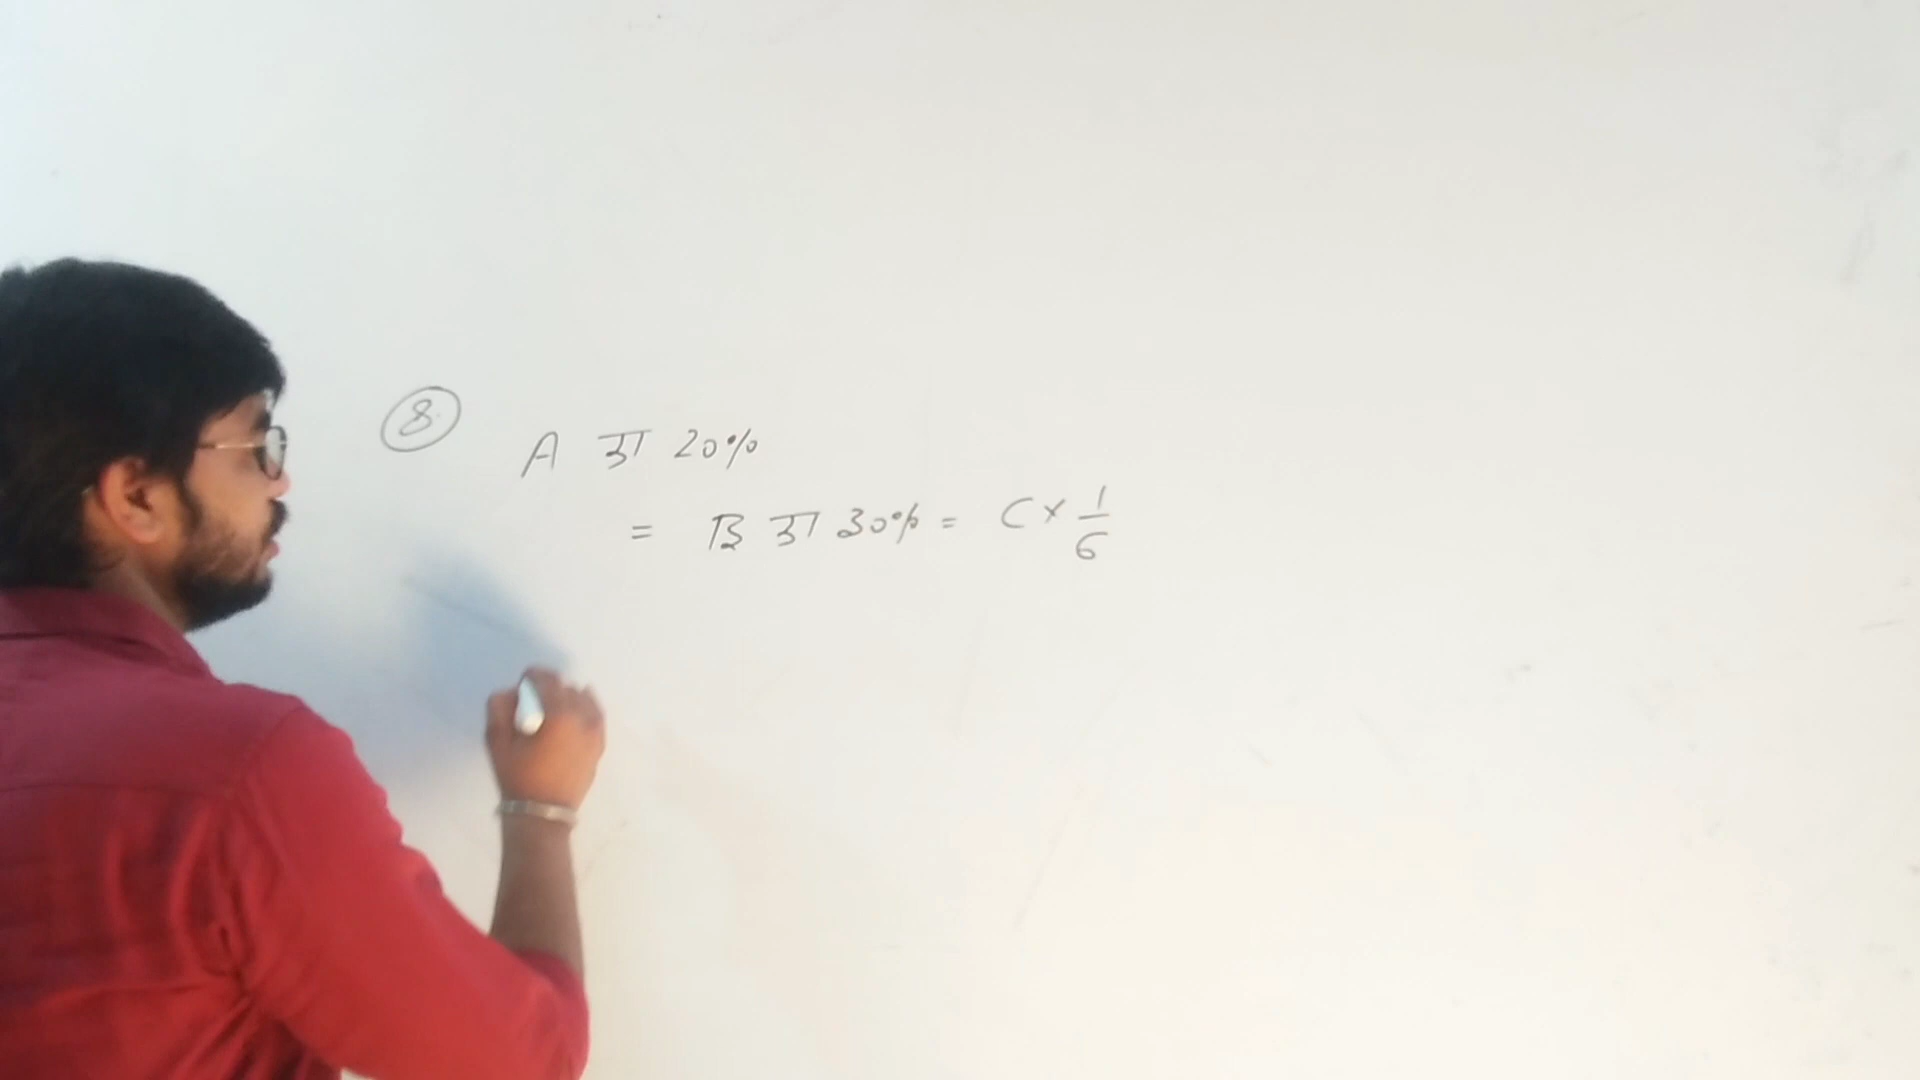 8 A का 20%
= B का 30% = C × 1/6